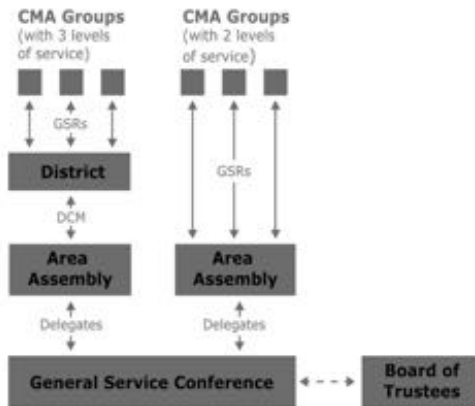 CMA Groups
(with 3 levels
of service)
CMA Groups
(with 2 levels
of service)
GSRs
District
GSRs
DCM
Area
Assembly
Area
Assembly
Delegates
Delegates
General Service Conference
Board of
Trustees